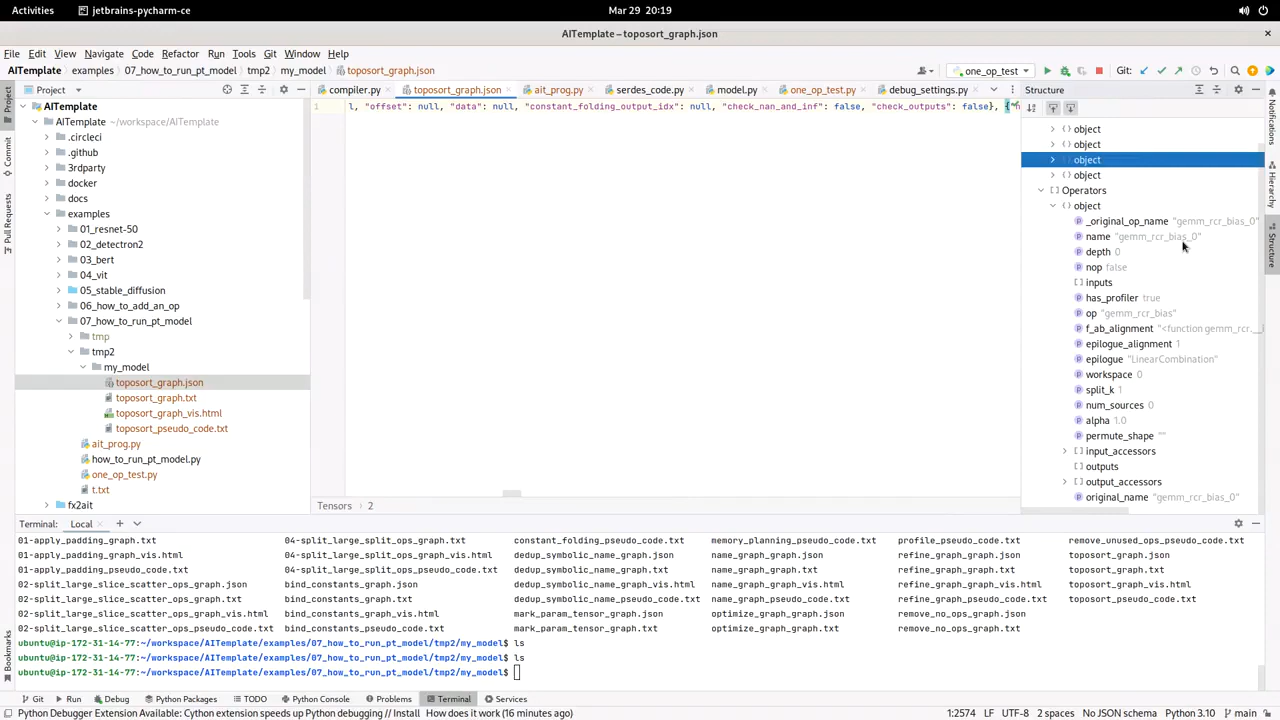 Activities jetbrains-pycharm-ce Mar 29 20:19
AITemplate – toposort_graph.json
File Edit View Navigate Code Refactor Run Tools Git Window Help
AITemplate examples 07_how_to_run_pt_model tmp2 my_model toposort_graph.json one_op_test Git:
Project
compiler.py toposort_graph.json ait_prog.py serdes_code.py model.py one_op_test.py debug_settings.py
Structure
AITemplate
AITemplate ~/workspace/AITemplate
.circleci
.github
3rdparty
docker
docs
examples
01_resnet-50
02_detectron2
03_bert
04_vit
05_stable_diffusion
06_how_to_add_an_op
07_how_to_run_pt_model
tmp
tmp2
my_model
toposort_graph.json
toposort_graph.txt
toposort_graph_vis.html
toposort_pseudo_code.txt
ait_prog.py
how_to_run_pt_model.py
one_op_test.py
t.txt
fx2ait
1 l, "offset": null, "data": null, "constant_folding_output_idx": null, "check_nan_and_inf": false, "check_outputs": false}, {
Tensors 2
object
object
object
object
Operators
object
_original_op_name "gemm_rcr_bias_0"
name "gemm_rcr_bias_0"
depth 0
nop false
inputs
has_profiler true
op "gemm_rcr_bias"
f_ab_alignment "<function gemm_rcr.
epilogue_alignment 1
epilogue "LinearCombination"
workspace 0
split_k 1
num_sources 0
alpha 1.0
permute_shape ""
input_accessors
outputs
output_accessors
original_name "gemm_rcr_bias_0"
Project
Commit
Pull Requests
Bookmarks
Notifications
Hierarchy
Structure
Terminal: Local
01-apply_padding_graph.txt 04-split_large_split_ops_graph.txt constant_folding_pseudo_code.txt memory_planning_pseudo_code.txt profile_pseudo_code.txt remove_unused_ops_pseudo_code.txt
01-apply_padding_graph_vis.html 04-split_large_split_ops_graph_vis.html dedup_symbolic_name_graph.json name_graph_graph.json refine_graph_graph.json toposort_graph.json
01-apply_padding_pseudo_code.txt 04-split_large_split_ops_pseudo_code.txt dedup_symbolic_name_graph.txt name_graph_graph.txt refine_graph_graph.txt toposort_graph.txt
02-split_large_slice_scatter_ops_graph.json bind_constants_graph.json dedup_symbolic_name_graph_vis.html name_graph_graph_vis.html refine_graph_graph_vis.html toposort_graph_vis.html
02-split_large_slice_scatter_ops_graph.txt bind_constants_graph.txt dedup_symbolic_name_pseudo_code.txt name_graph_pseudo_code.txt refine_graph_pseudo_code.txt toposort_pseudo_code.txt
02-split_large_slice_scatter_ops_graph_vis.html bind_constants_graph_vis.html mark_param_tensor_graph.json optimize_graph_graph.json remove_no_ops_graph.json
02-split_large_slice_scatter_ops_pseudo_code.txt bind_constants_pseudo_code.txt mark_param_tensor_graph.txt optimize_graph_graph.txt remove_no_ops_graph.txt
ubuntu@ip-172-31-14-77:~/workspace/AITemplate/examples/07_how_to_run_pt_model/tmp2/my_model$ ls
ubuntu@ip-172-31-14-77:~/workspace/AITemplate/examples/07_how_to_run_pt_model/tmp2/my_model$ ls
ubuntu@ip-172-31-14-77:~/workspace/AITemplate/examples/07_how_to_run_pt_model/tmp2/my_model$
Git Run Debug Python Packages TODO Python Console Problems Terminal Services
Python Debugger Extension Available: Cython extension speeds up Python debugging // Install How does it work (16 minutes ago) 1:2574 LF UTF-8 2 spaces No JSON schema Python 3.10 main